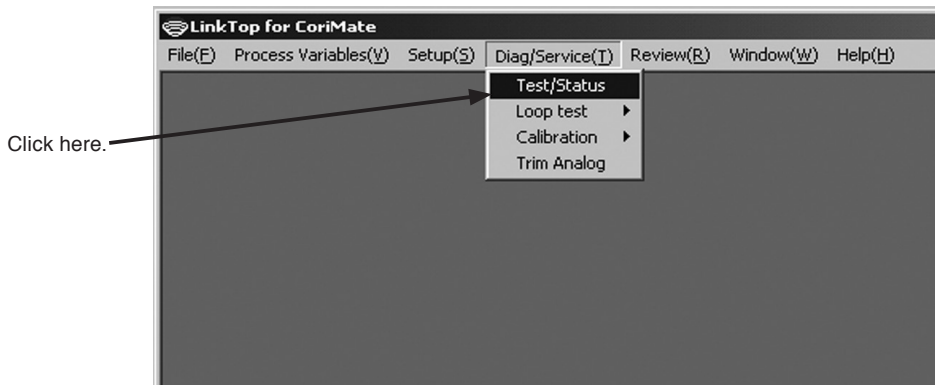 LinkTop for CoriMate
File(F) Process Variables(V) Setup(S) Diag/Service(T) Review(R) Window(W) Help(H)
Test/Status
Loop test
Calibration
Trim Analog
Click here.